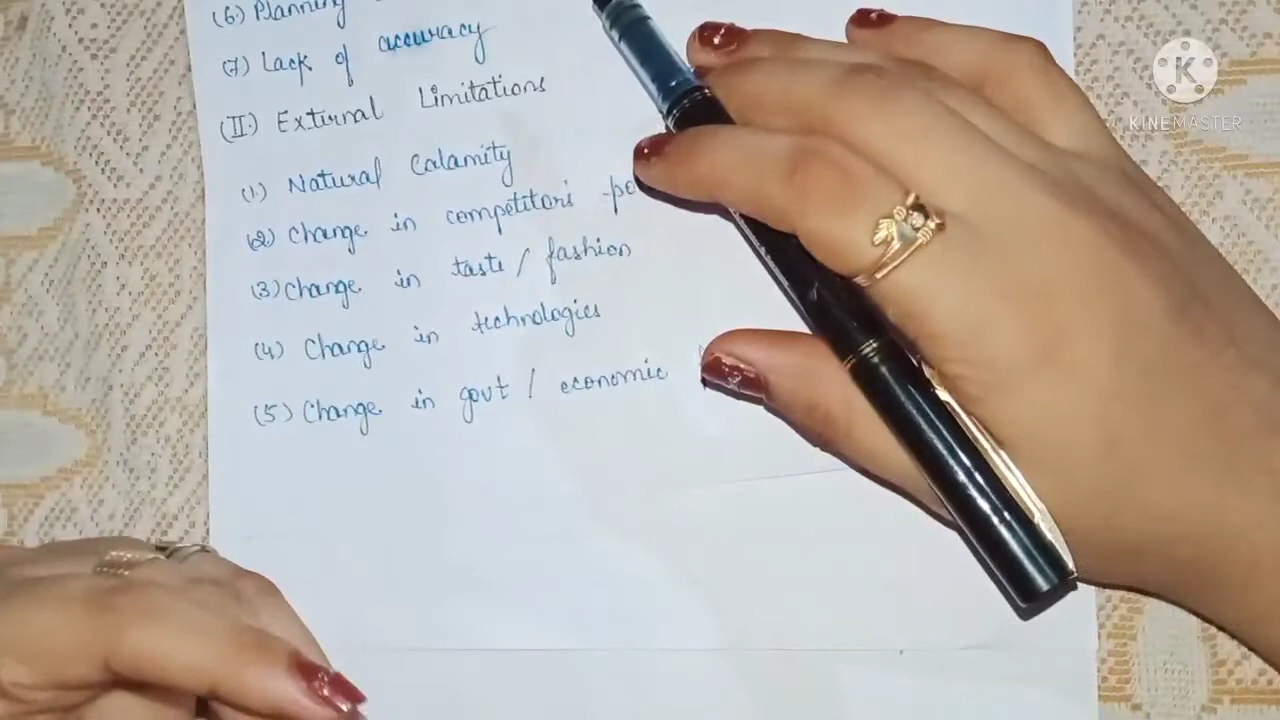 (6) Planning
(7) Lack of accuracy
(II.) External Limitations
(1.) Natural Calamity
(2) Change in competitors po
(3) Change in taste / fashion
(4) Change in technologies
(5) Change in govt / economic
K
KINEMASTER